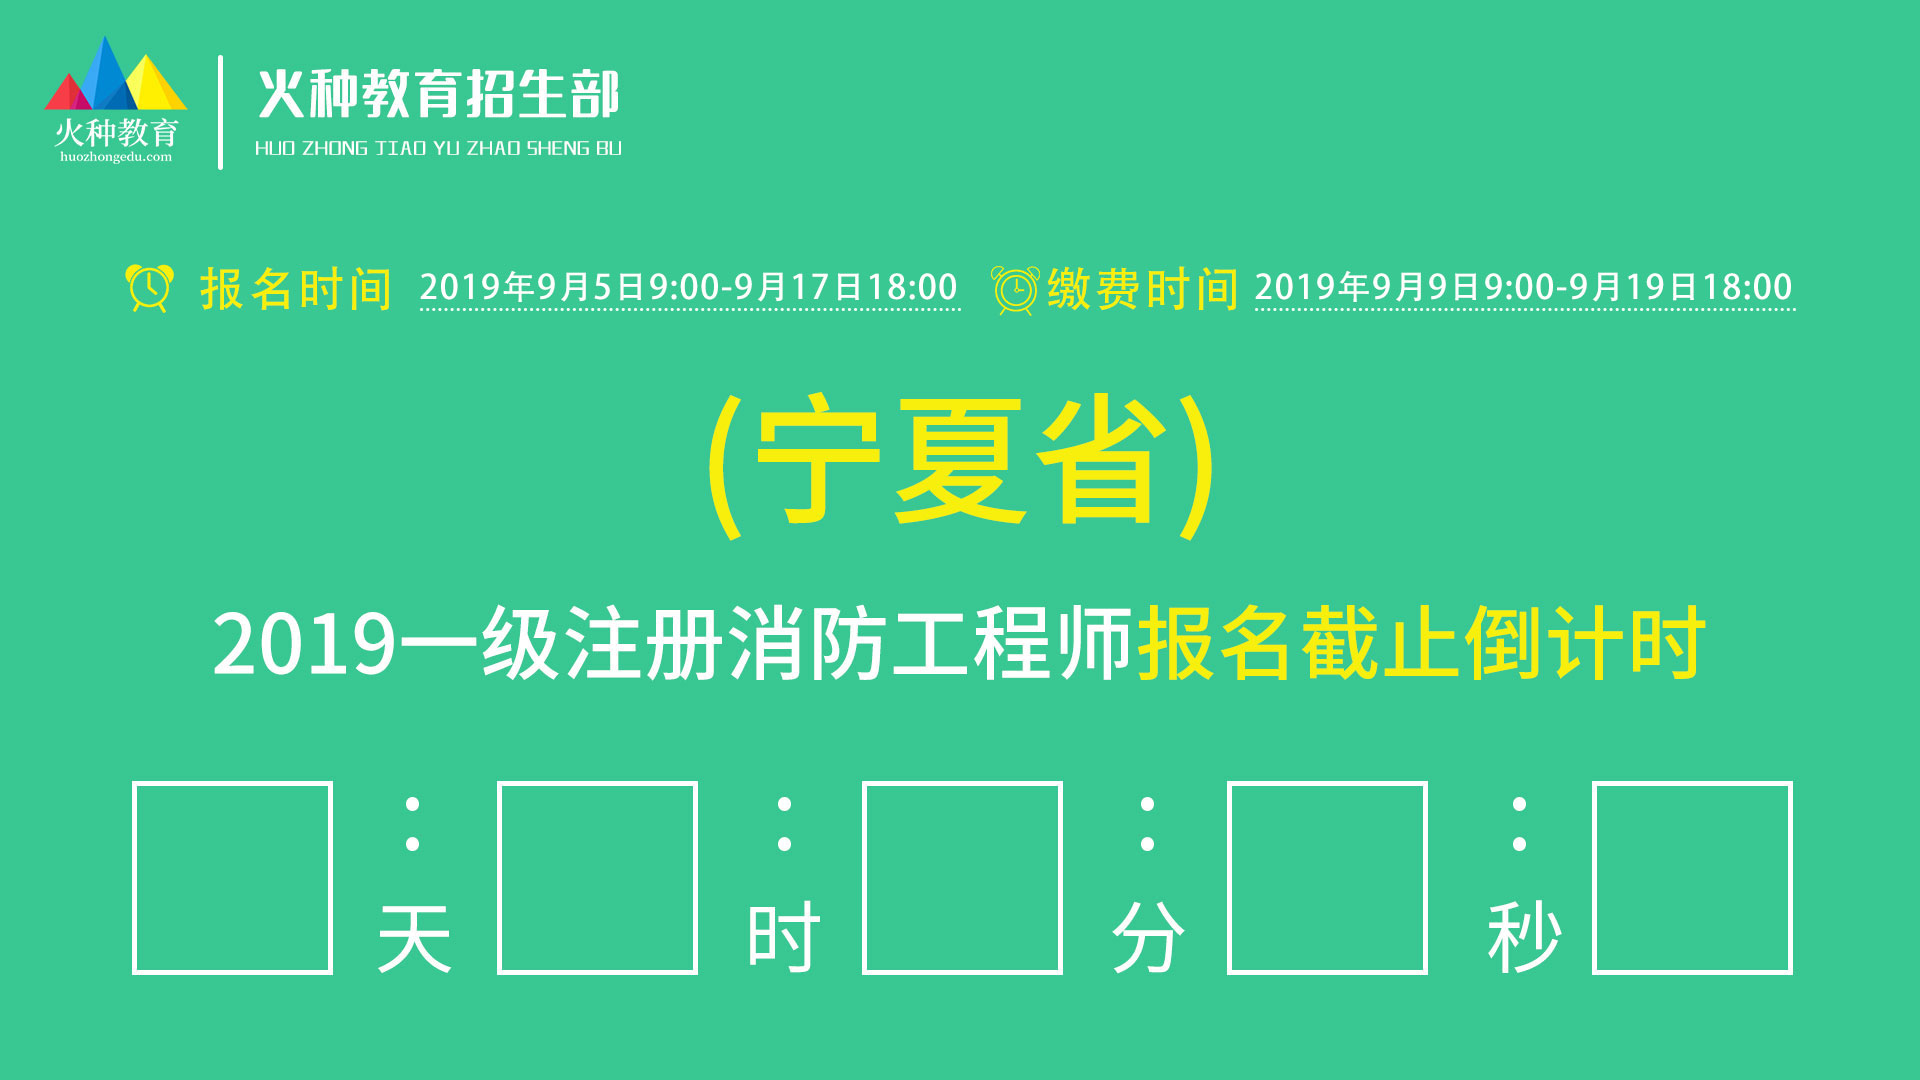 火种教育
huozhongedu.com
火种教育招生部
HUO ZHONG JIAO YU ZHAO SHENG BU
报名时间 2019年9月5日9:00-9月17日18:00
缴费时间 2019年9月9日9:00-9月19日18:00
(宁夏省)
2019一级注册消防工程师报名截止倒计时
: : : :
天 时 分 秒